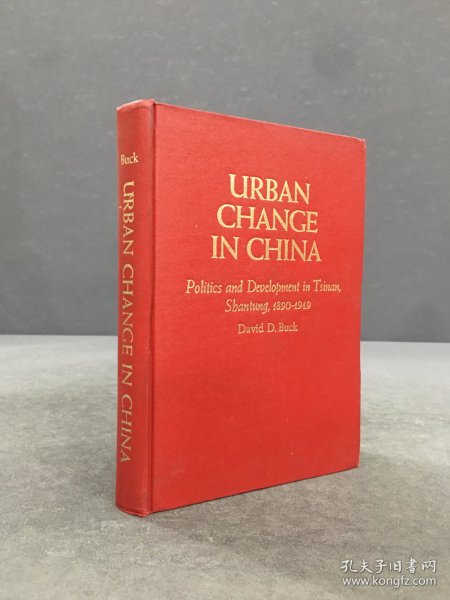 Buck
URBAN CHANGE IN CHINA
URBAN
CHANGE
IN CHINA
Politics and Development in Tsinan,
Shantung, 1890-1949
David D. Buck
孔夫子旧书网
www.kongfz.com